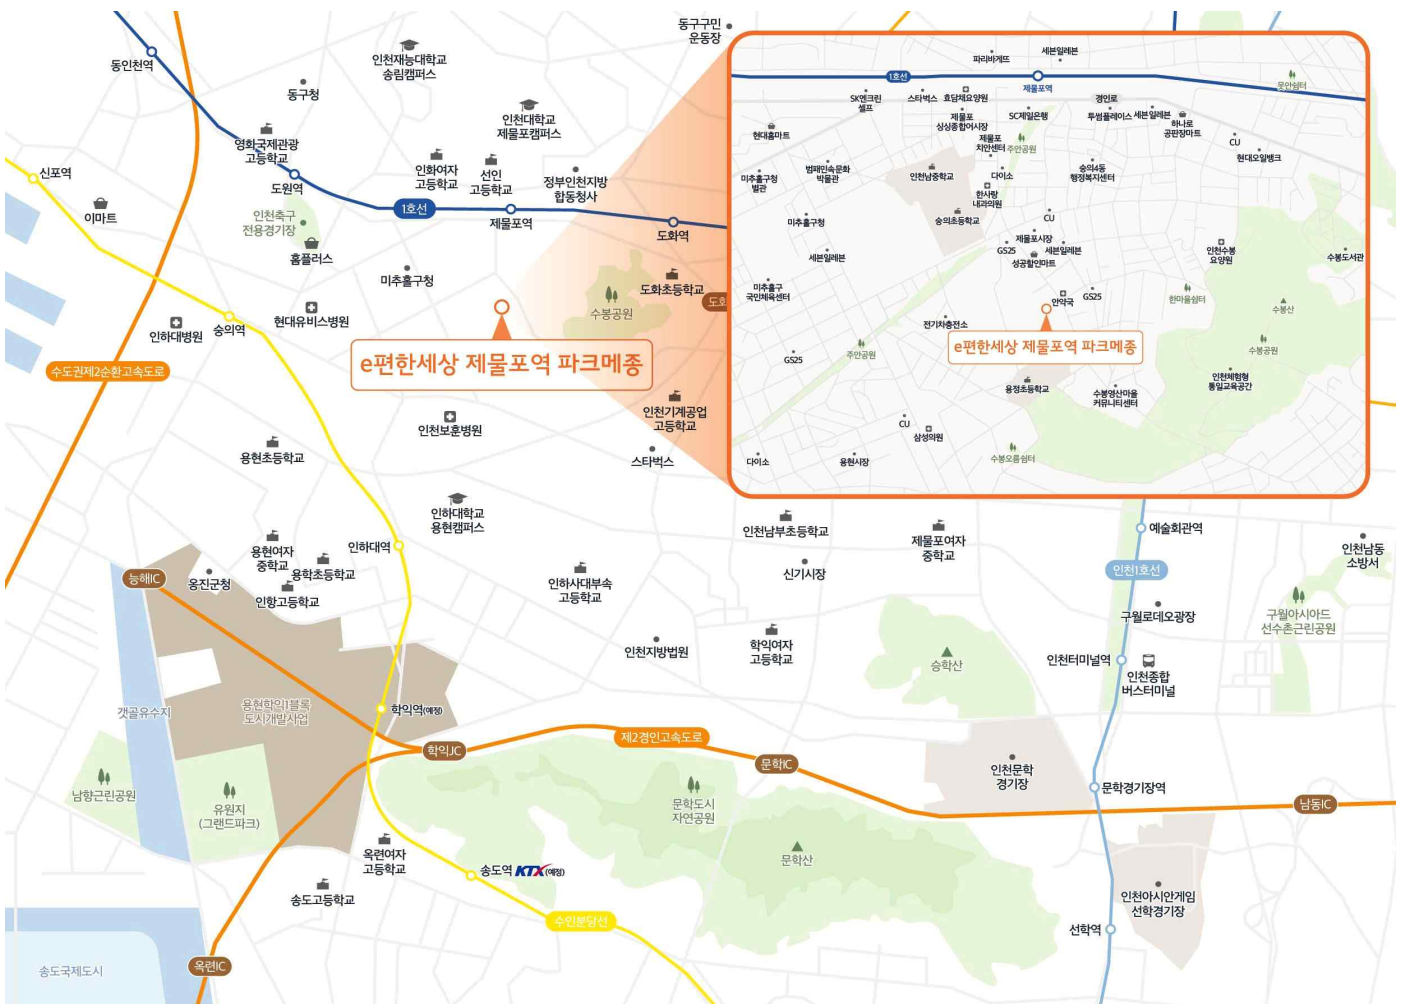 동구구민
운동장
동인천역
인천재능대학교
송림캠퍼스
동구청
인천대학교
제물포캠퍼스
영화국제관광
고등학교
인화여자
고등학교
선인
고등학교
정부인천지방
합동청사
신포역
이마트
도원역
1호선
제물포역
도화역
인천축구
전용경기장
홈플러스
미추홀구청
도화초등학교
도화
수봉공원
현대유비스병원
인하대병원
숭의역
수도권제2순환고속도로
e편한세상 제물포역 파크메종
인천기계공업
고등학교
인천보훈병원
용현초등학교
스타벅스
파리바게뜨
세븐일레븐
1호선
제물포역
못안쉼터
SK엔크린
셀프
스타벅스
효담채요양원
경인로
제물포
싱싱종합어시장
SC제일은행
투썸플레이스
세븐일레븐
하나로
공판장마트
현대홈마트
제물포
치안센터
주안공원
CU
현대오일뱅크
미추홀구청
별관
범패민속문화
박물관
인천남중학교
다이소
숭의4동
행정복지센터
한사랑
내과의원
미추홀구청
숭의초등학교
CU
제물포시장
GS25
세븐일레븐
성공할인마트
세븐일레븐
인천수봉
요양원
수봉도서관
미추홀구
국민체육센터
안약국
GS25
한마을쉼터
수봉산
전기차충전소
e편한세상 제물포역 파크메종
주안공원
GS25
수봉공원
용정초등학교
수봉영산마을
커뮤니티센터
인천체험형
통일교육공간
CU
삼성의원
다이소
용현시장
수봉오름쉼터
인하대학교
용현캠퍼스
인천남부초등학교
제물포여자
중학교
예술회관역
인천남동
소방서
용현여자
중학교
인하대역
능해IC
옹진군청
용학초등학교
인항고등학교
인하사대부속
고등학교
신기시장
인천1호선
구월로데오광장
구월아시아드
선수촌근린공원
인천지방법원
학익여자
고등학교
승학산
인천터미널역
인천종합
버스터미널
갯골유수지
용현학익1블록
도시개발사업
학익역(예정)
학익JC
제2경인고속도로
문학IC
인천문학
경기장
문학경기장역
남동IC
남항근린공원
유원지
(그랜드파크)
문학도시
자연공원
문학산
옥련여자
고등학교
송도역 KTX(예정)
송도고등학교
수인분당선
인천아시안게임
선학경기장
선학역
옥련IC
송도국제도시